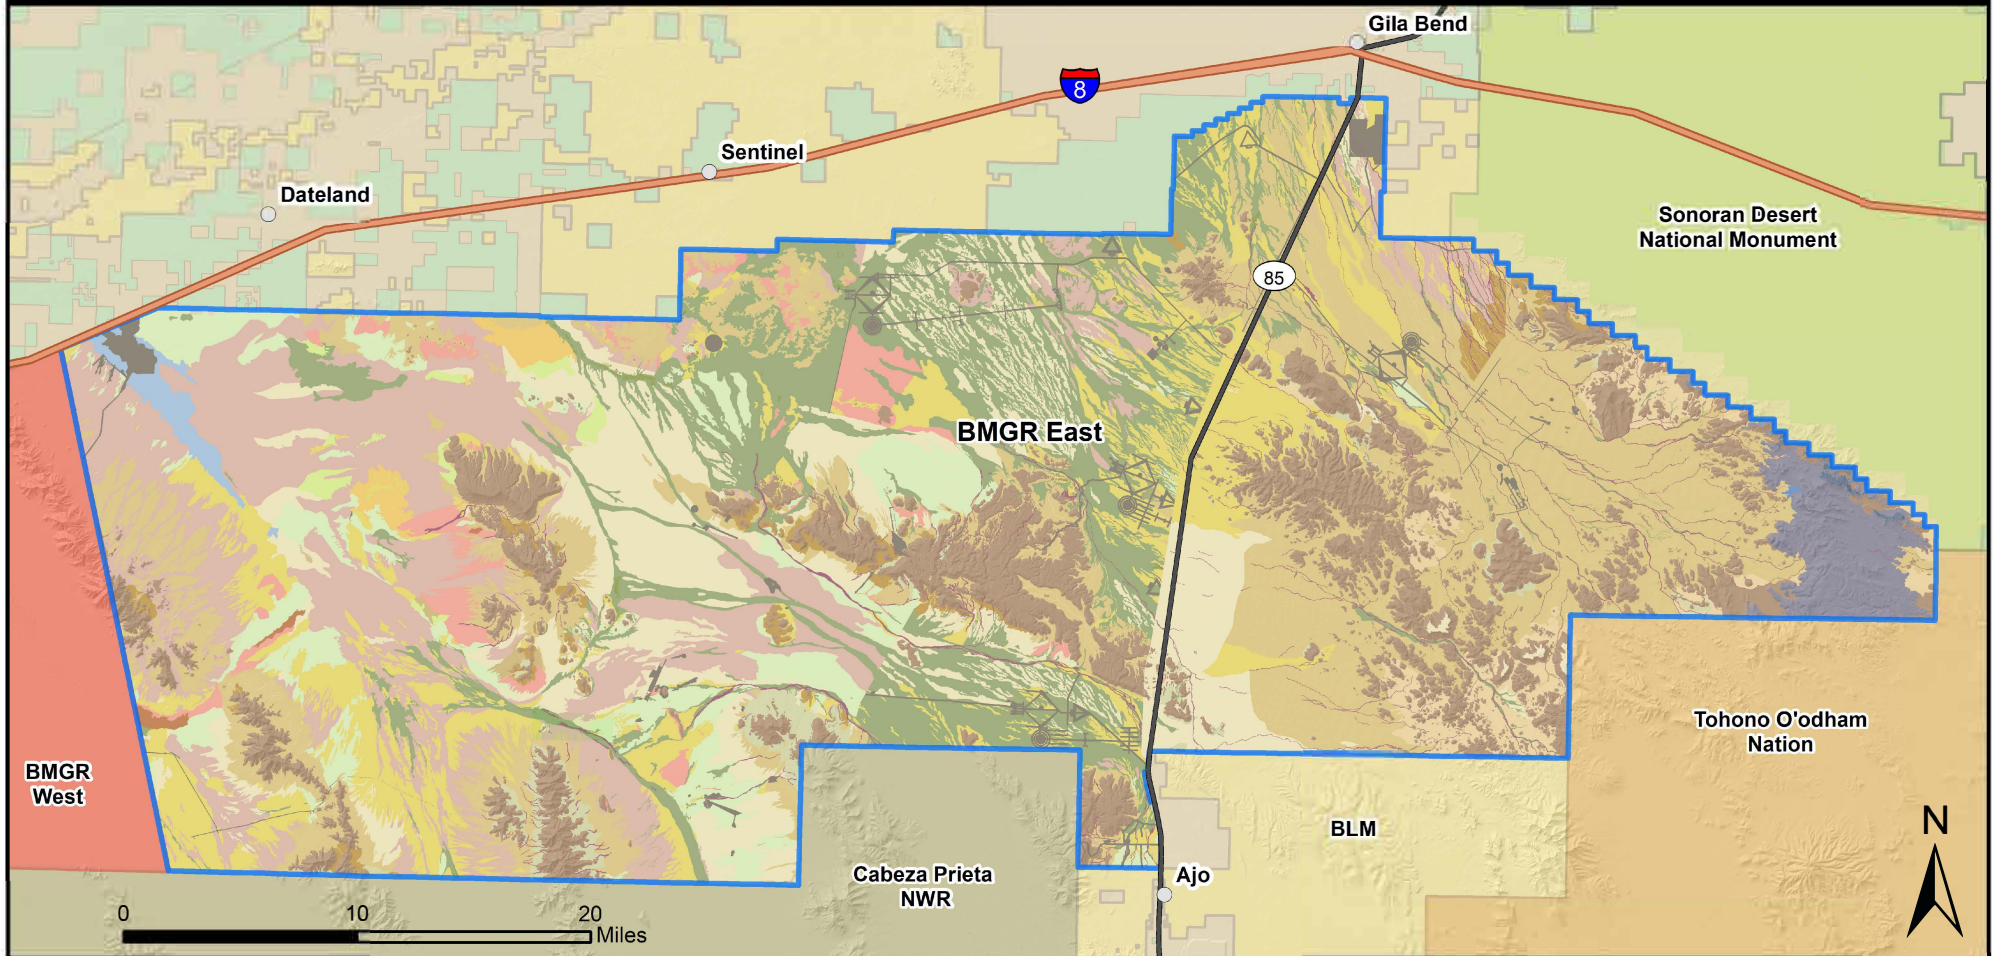 Gila Bend
8
Sentinel
Dateland
Sonoran Desert
National Monument
85
BMGR East
Tohono O'odham
Nation
BMGR
West
BLM
N
Cabeza Prieta
NWR
Ajo
0 10 20
Miles